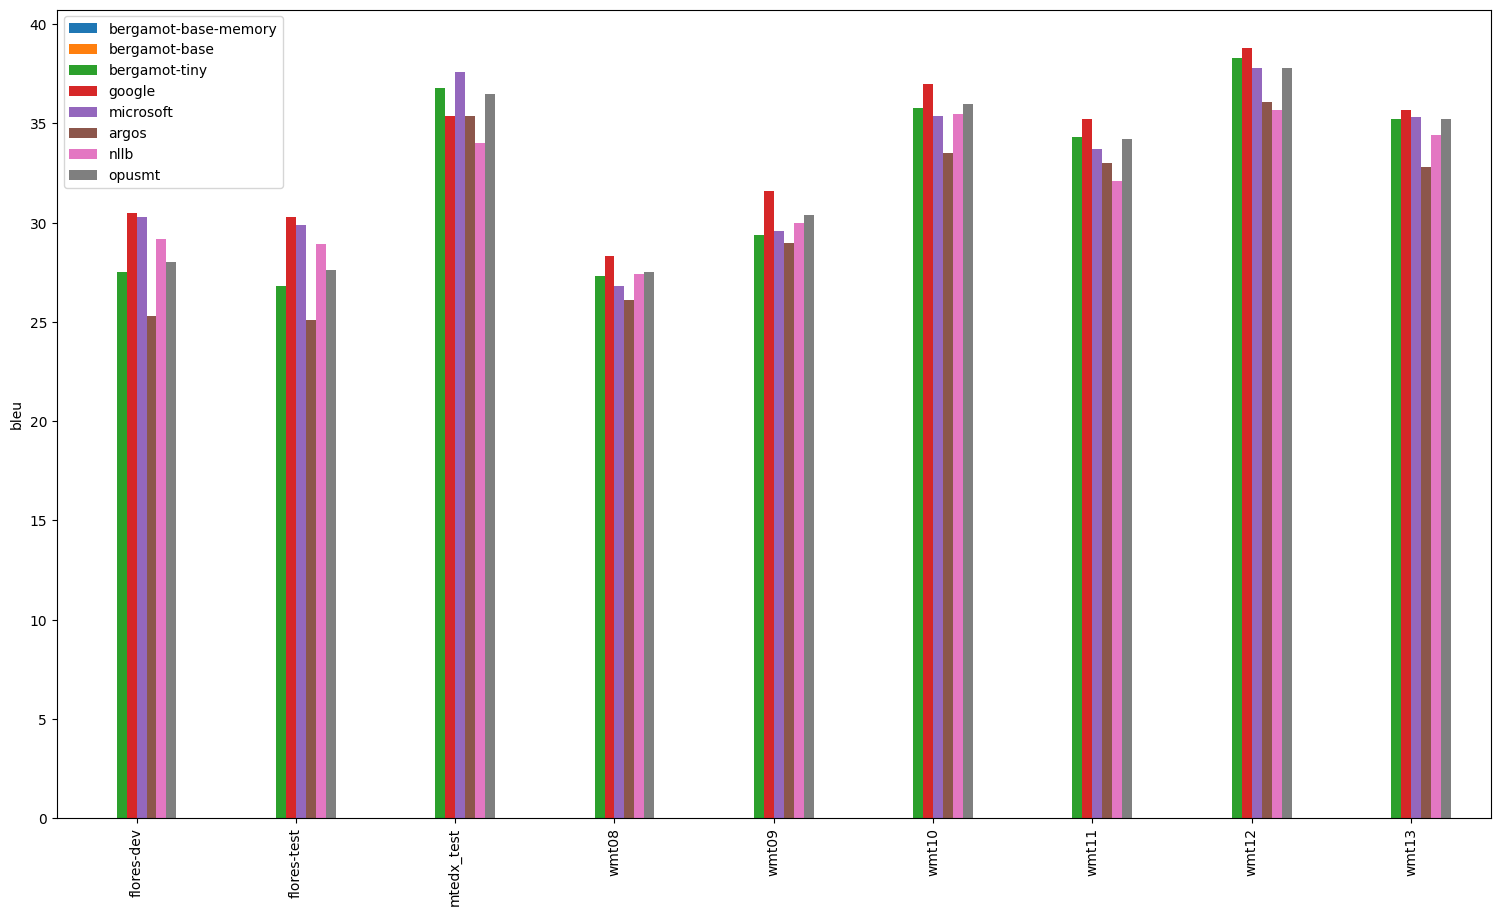 40
35
30
25
20
15
10
5
0
bleu
bergamot-base-memory
bergamot-base
bergamot-tiny
google
microsoft
argos
nllb
opusmt
flores-dev
flores-test
mtedx_test
wmt08
wmt09
wmt10
wmt11
wmt12
wmt13